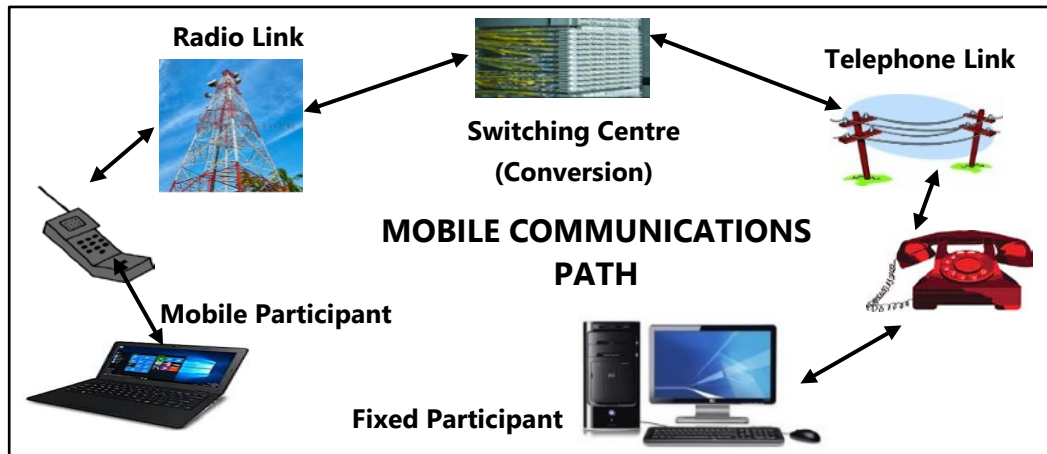 Radio Link
Telephone Link
Switching Centre
(Conversion)
MOBILE COMMUNICATIONS
PATH
Mobile Participant
Fixed Participant